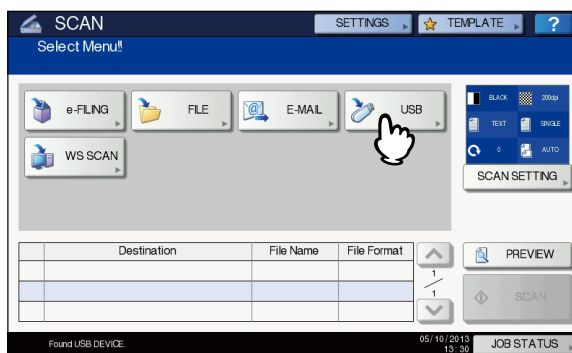 SCAN
SETTINGS
TEMPLATE
?
Select Menu!!
e-FILING
FILE
E-MAIL
USB
WS SCAN
BLACK
200dpi
TEXT
SINGLE
0
AUTO
SCAN SETTING
Destination File Name File Format
1
1
PREVIEW
SCAN
Found USB DEVICE.
05/10/2013
13:30
JOB STATUS